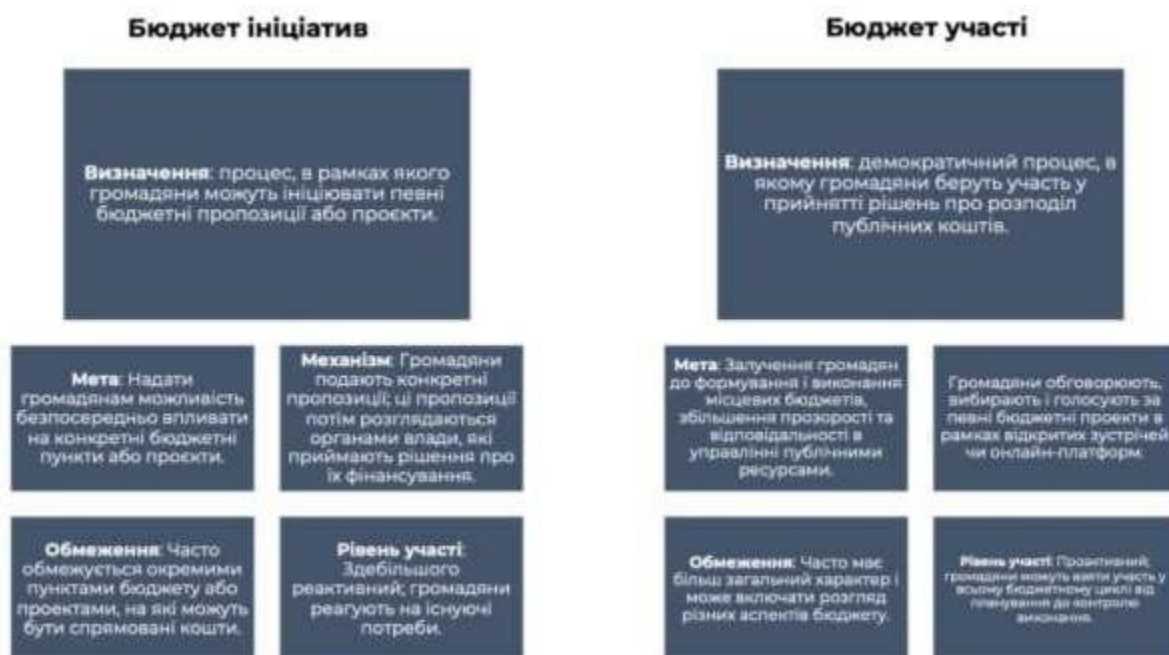 Бюджет ініціатив
Визначення: процес, в рамках якого
громадяни можуть ініціювати певні
бюджетні пропозиції або проєкти.
Мета: Надати
громадянам можливість
безпосередньо впливати
на конкретні бюджетні
пункти або проєкти.
Механізм: Громадяни
подають конкретні
пропозиції; ці пропозиції
потім розглядаються
органами влади, які
приймають рішення про
їх фінансування.
Обмеження: Часто
обмежується окремими
пунктами бюджету або
проектами, на які можуть
бути спрямовані кошти.
Рівень участі:
Здебільшого
реактивний; громадяни
реагують на існуючі
потреби.
Бюджет участі
Визначення: демократичний процес, в
якому громадяни беруть участь у
прийнятті рішень про розподіл
публічних коштів.
Мета: Залучення громадян
до формування і виконання
місцевих бюджетів,
збільшення прозорості та
відповідальності в
управлінні публічними
ресурсами.
Громадяни обговорюють,
вибирають і голосують за
певні бюджетні проекти в
рамках відкритих зустрічей
чи онлайн-платформ.
Обмеження: Часто має
більш загальний характер і
може включати розгляд
різних аспектів бюджету.
Рівень участі: Проактивний;
громадяни можуть взяти участь у
всьому бюджетному циклі від
планування до контролю
виконання.